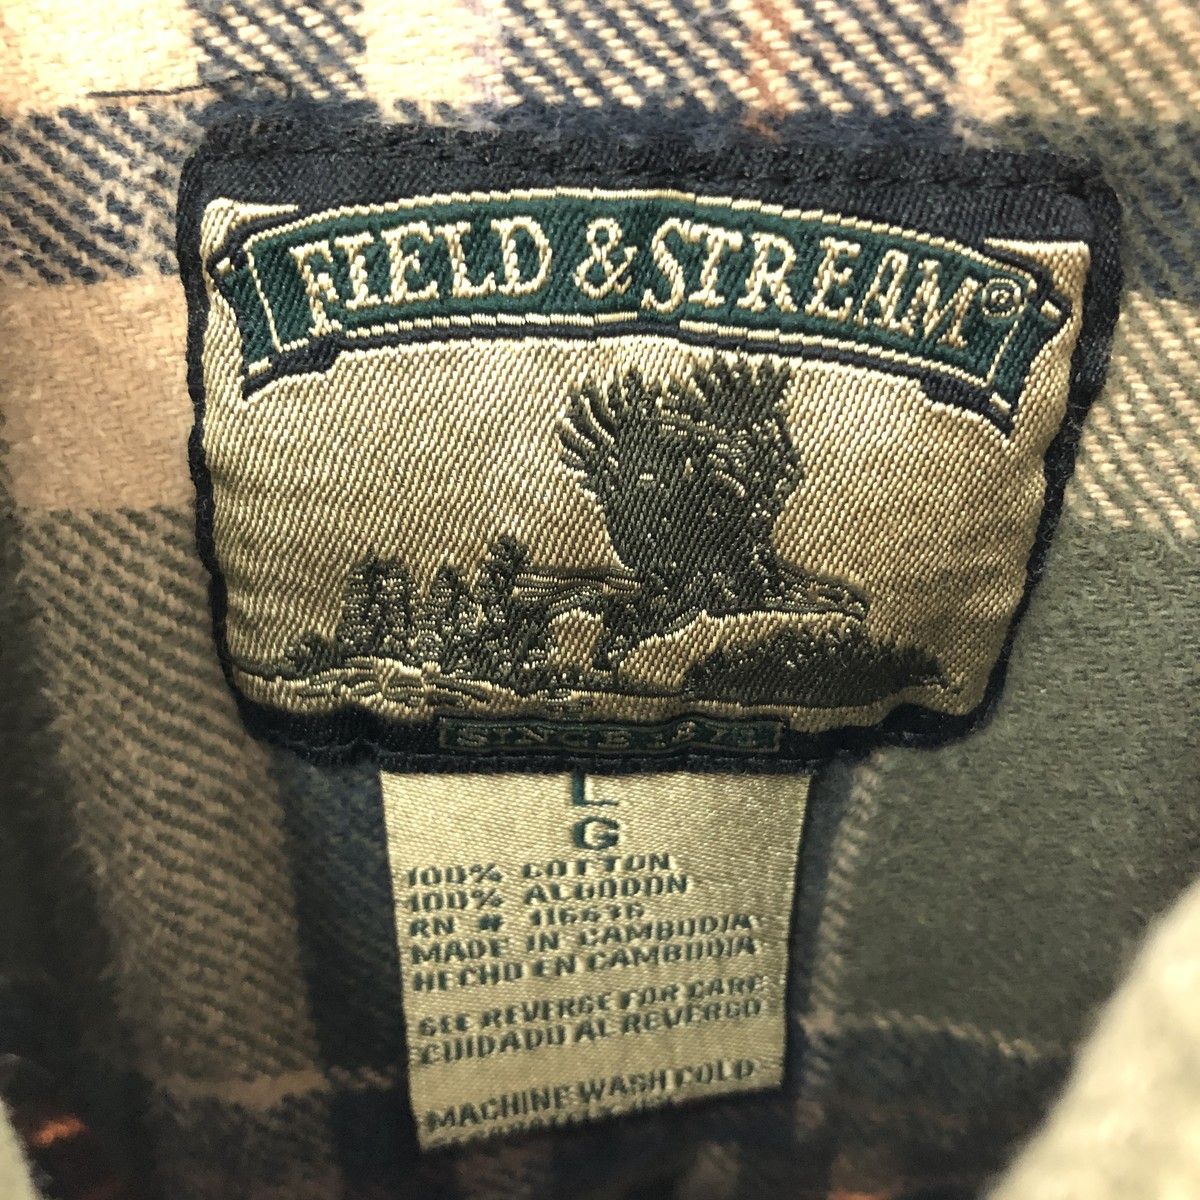 FIELD & STREAM®
SINCE 1871
L
G
100% COTTON
100% ALGODON
RN # 116636
MADE IN CAMBODIA
HECHO EN CAMBODIA
SEE REVERSE FOR CARE
CUIDADO AL REVERSO
MACHINE WASH COLD